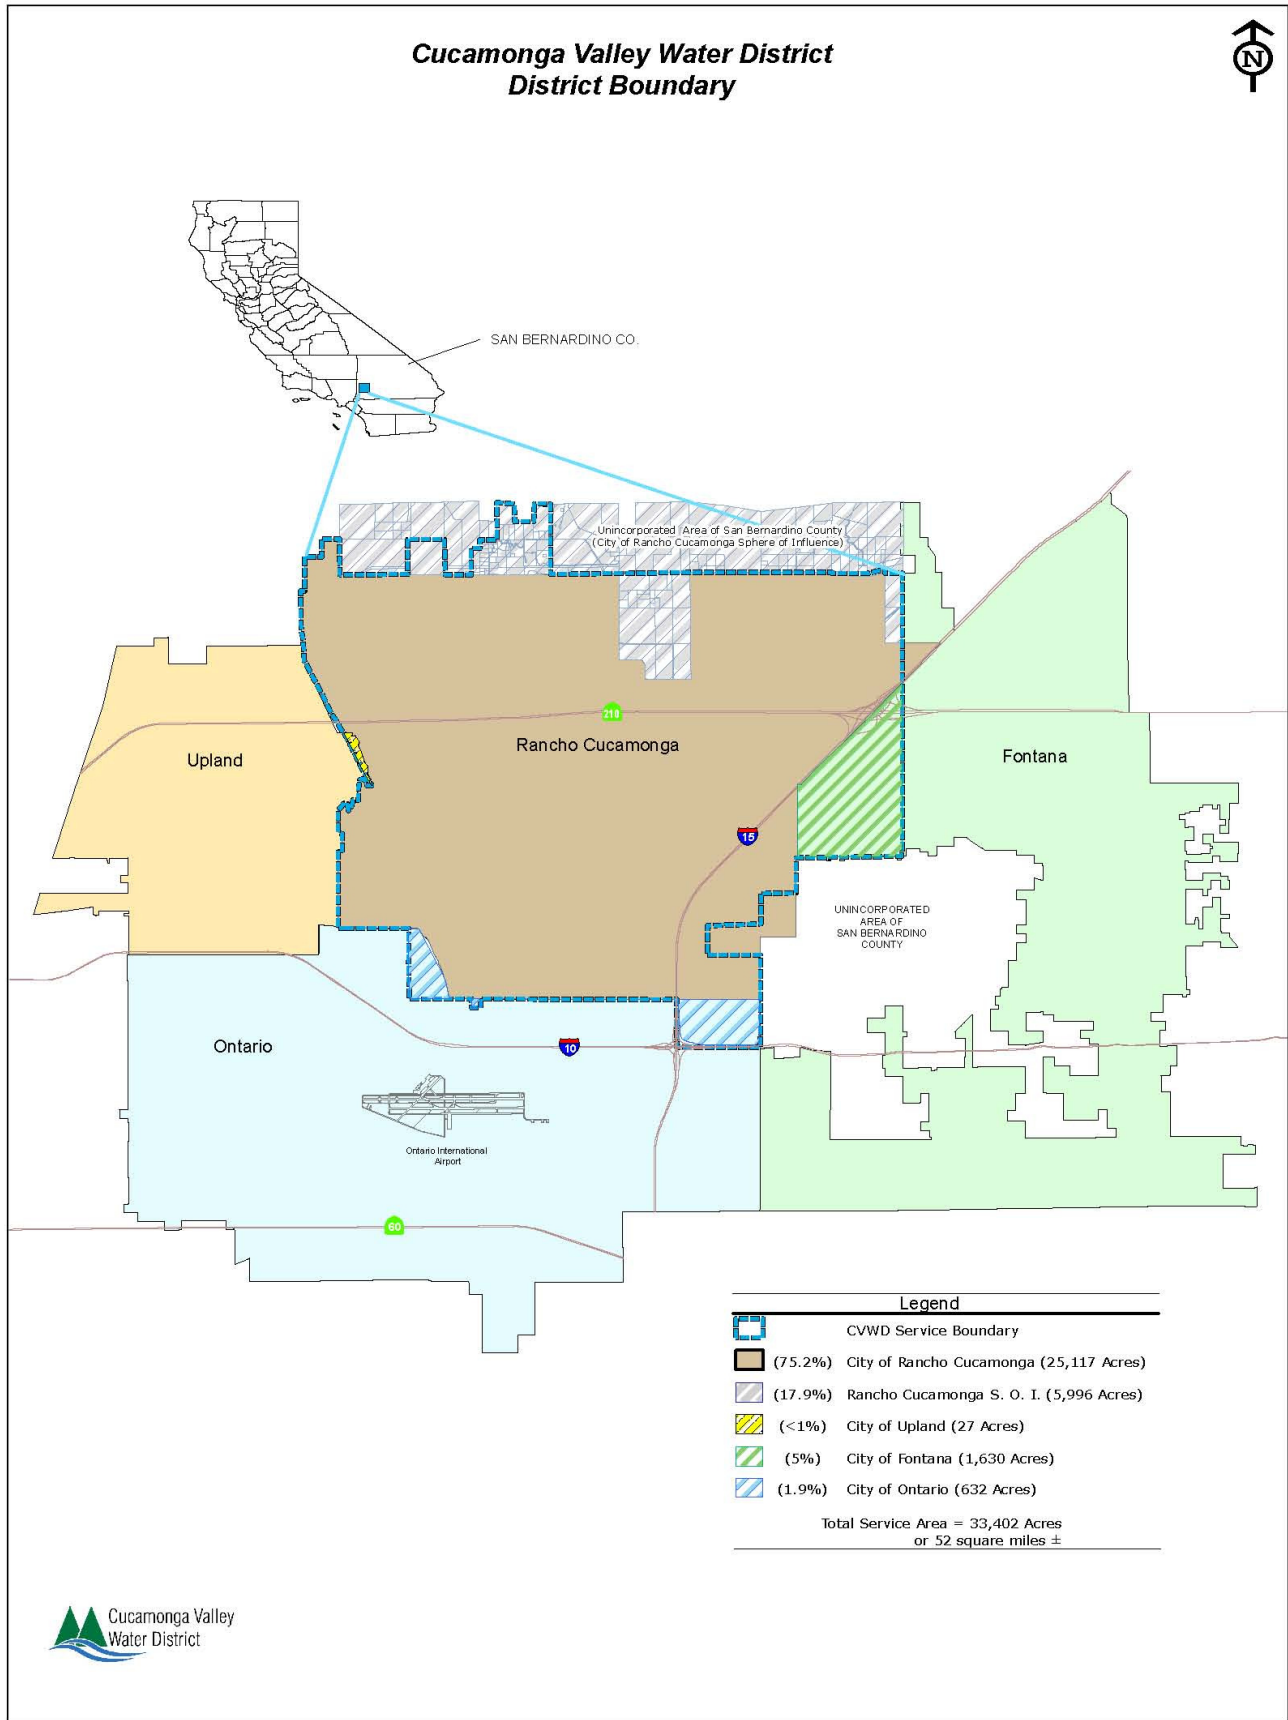 Cucamonga Valley Water District
District Boundary
N
SAN BERNARDINO CO.
Unincorporated Area of San Bernardino County
(City of Rancho Cucamonga Sphere of Influence)
210
Rancho Cucamonga
Upland
Fontana
15
UNINCORPORATED
AREA OF
SAN BERNARDINO
COUNTY
Ontario
10
Ontario International
Airport
60
Legend
CVWD Service Boundary
(75.2%) City of Rancho Cucamonga (25,117 Acres)
(17.9%) Rancho Cucamonga S. O. I. (5,996 Acres)
(<1%) City of Upland (27 Acres)
(5%) City of Fontana (1,630 Acres)
(1.9%) City of Ontario (632 Acres)
Total Service Area = 33,402 Acres
or 52 square miles ±
Cucamonga Valley
Water District